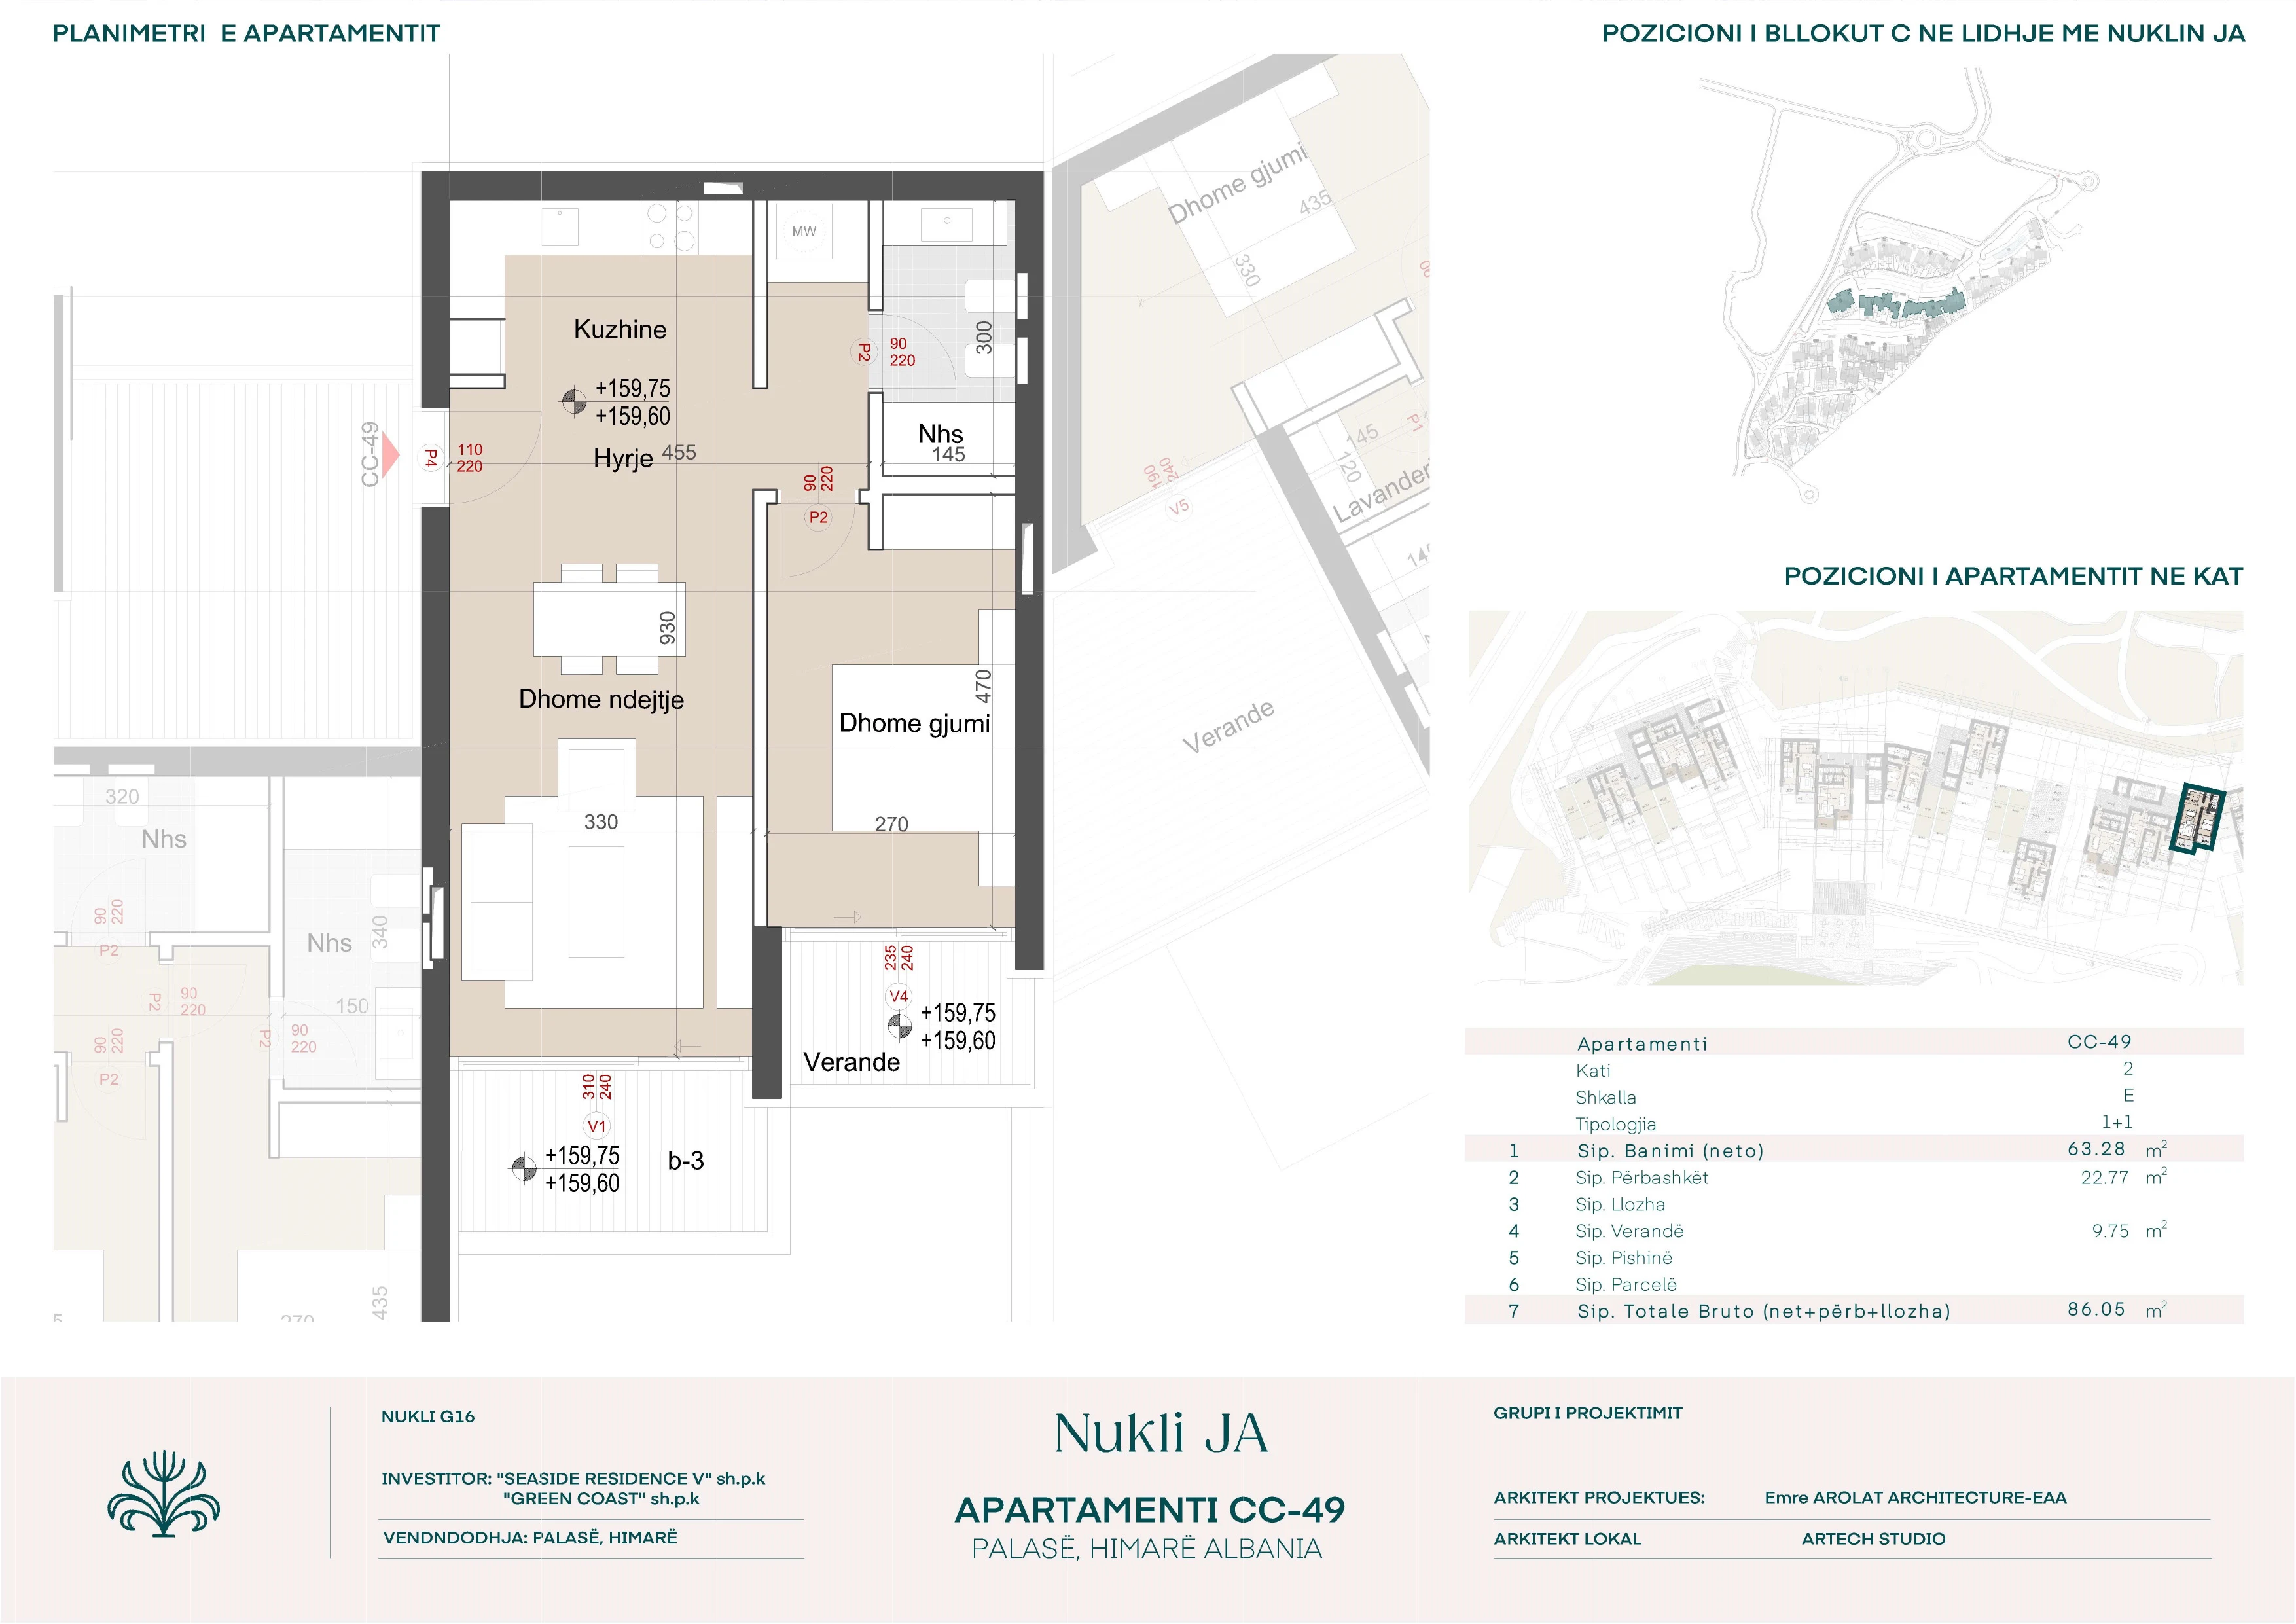 PLANIMETRI E APARTAMENTIT
POZICIONI I BLLOKUT C NE LIDHJE ME NUKLIN JA
Dhome gjumi
435
330
MW
Kuzhine
+159,75
+159,60
P2
90
220
300
CC-49
P4
110
220
Hyrje
455
Nhs
145
90
220
P2
190
240
V5
145
120
P1
Lavanderi
930
Dhome ndejtje
470
Dhome gjumi
Verande
330
270
320
Nhs
90
220
P2
Nhs
340
P2
90
220
150
P2
90
220
90
220
P2
435
270
235
240
V4
+159,75
+159,60
Verande
310
240
V1
+159,75
+159,60
b-3
POZICIONI I APARTAMENTIT NE KAT
Apartamenti CC-49
Kati 2
Shkalla E
Tipologjia 1+1
1 Sip. Banimi (neto) 63.28 m²
2 Sip. Përbashkët 22.77 m²
3 Sip. Llozha
4 Sip. Verandë 9.75 m²
5 Sip. Pishinë
6 Sip. Parcelë
7 Sip. Totale Bruto (net+përb+llozha) 86.05 m²
NUKLI G16
INVESTITOR: "SEASIDE RESIDENCE V" sh.p.k
"GREEN COAST" sh.p.k
VENDNDODHJA: PALASË, HIMARË
Nukli JA
APARTAMENTI CC-49
PALASË, HIMARË ALBANIA
GRUPI I PROJEKTIMIT
ARKITEKT PROJEKTUES: Emre AROLAT ARCHITECTURE-EAA
ARKITEKT LOKAL ARTECH STUDIO